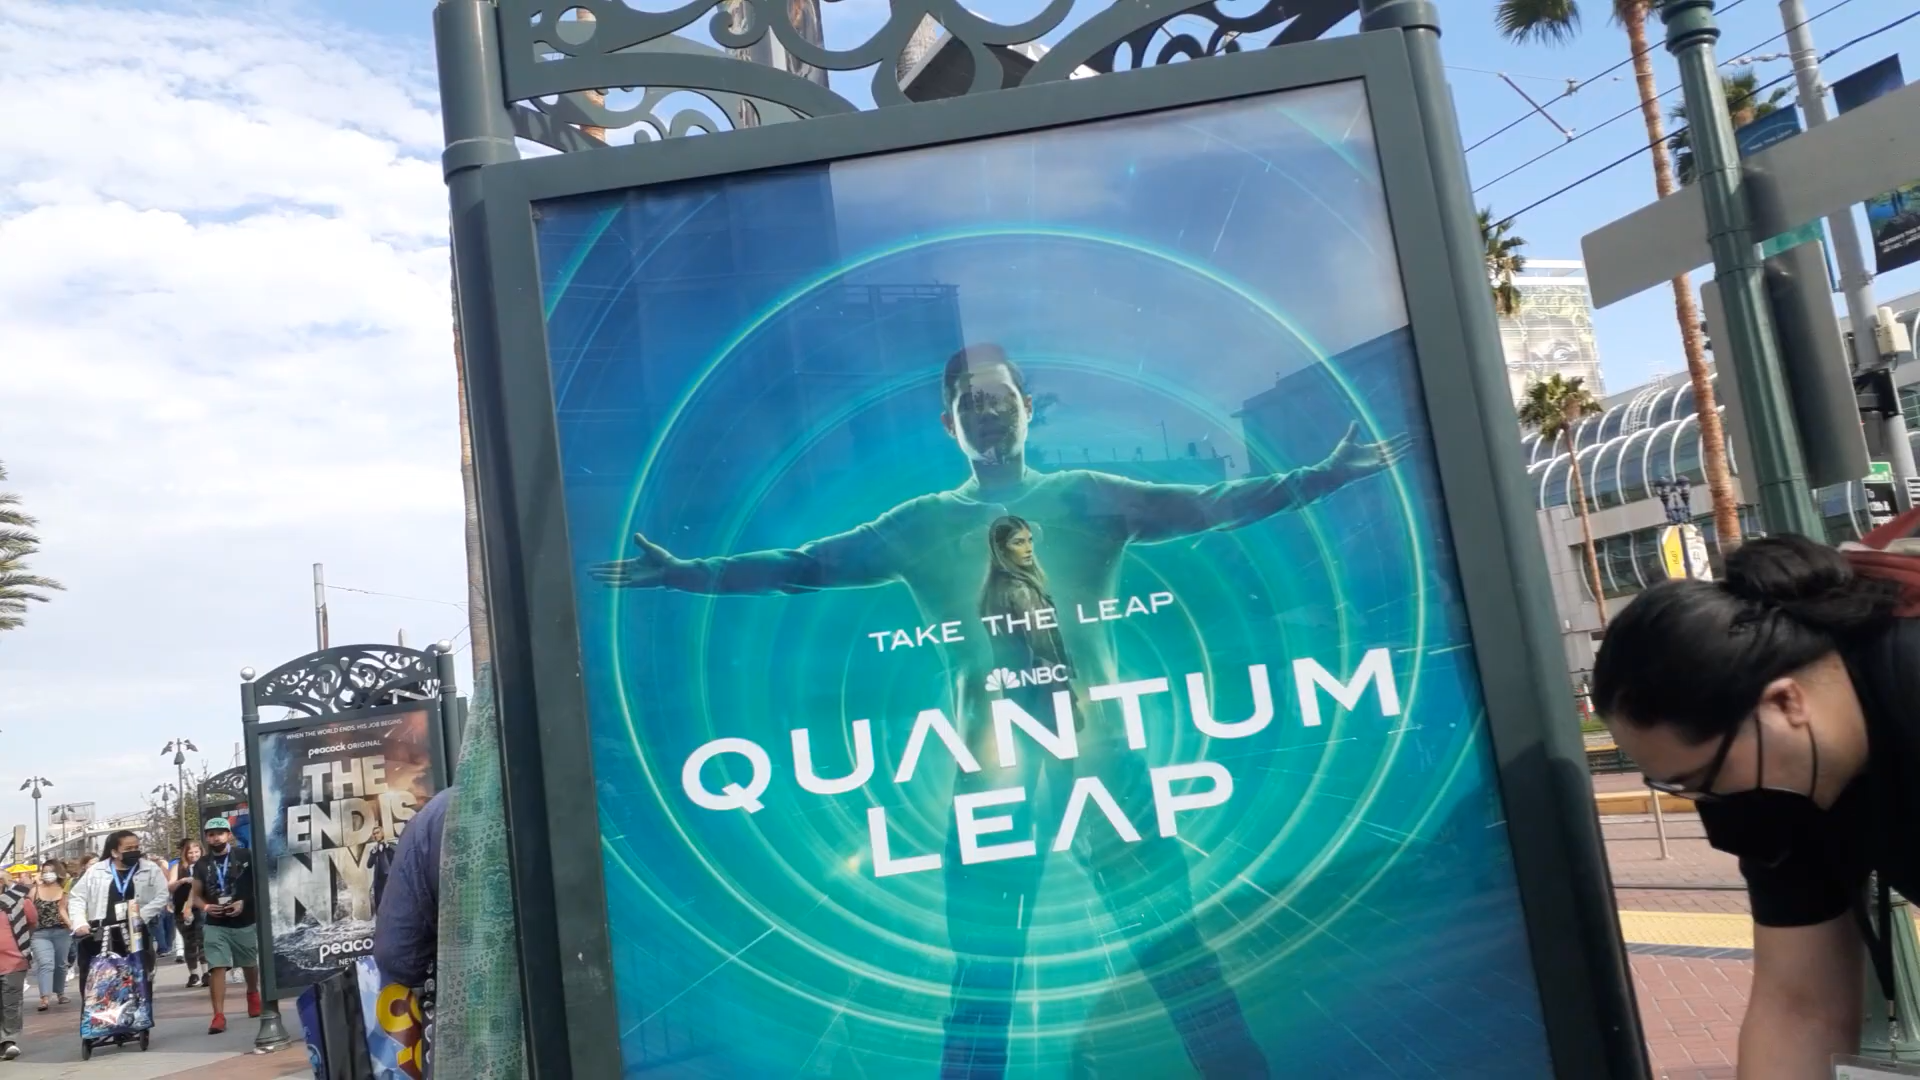 TAKE THE LEAP
NBC
QUANTUM
LEAP
WHEN THE WORLD ENDS, HIS JOB BEGINS.
peacock ORIGINAL
THE
END IS
NY
peaco